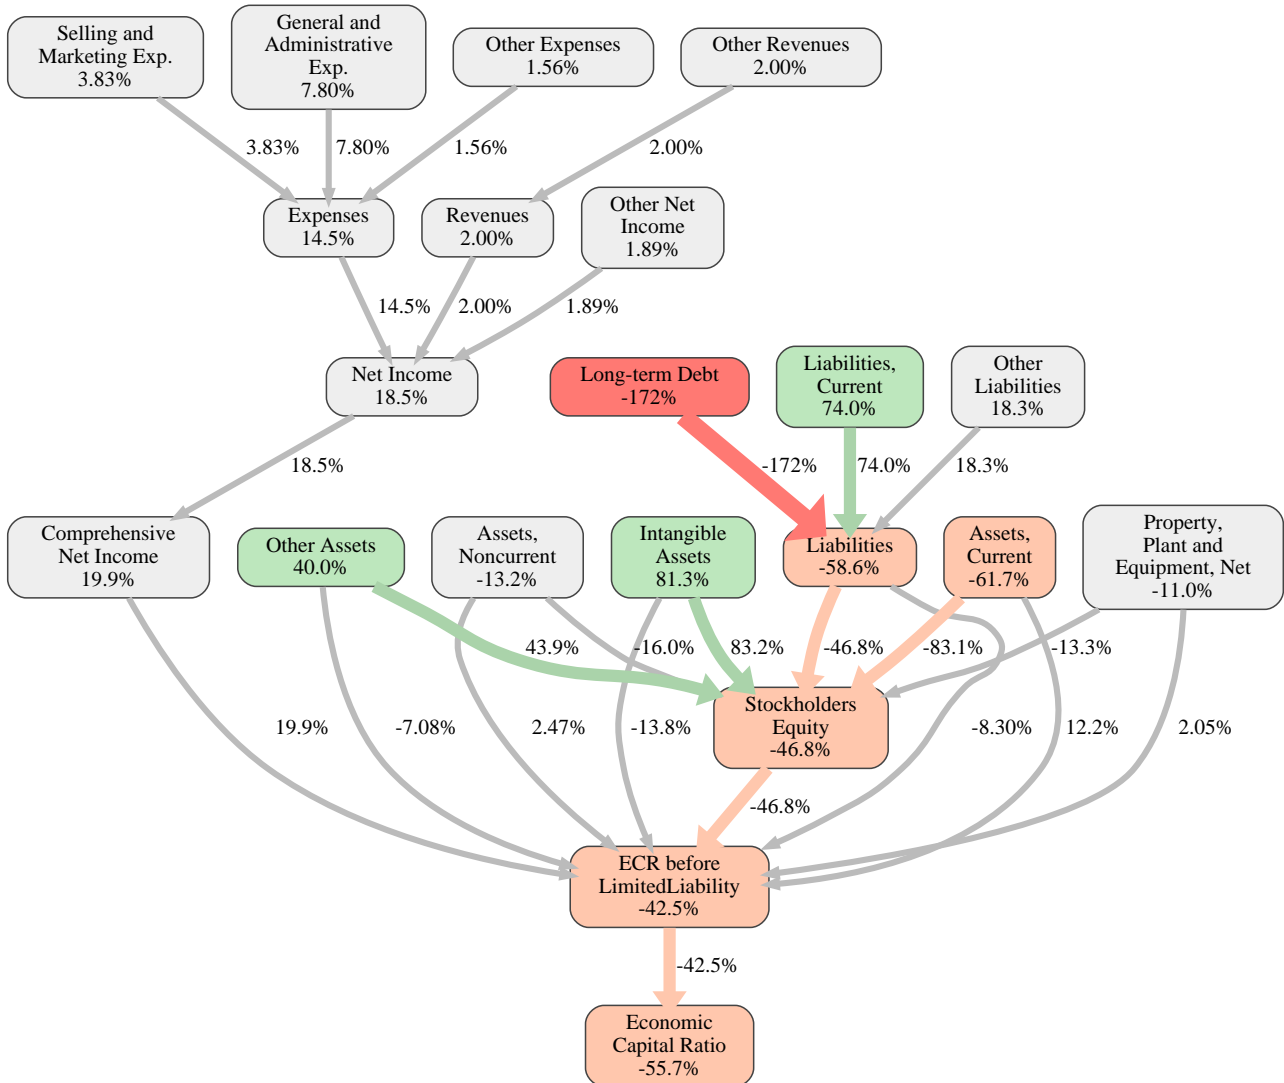 Selling and
Marketing Exp.
3.83%
General and
Administrative
Exp.
7.80%
Other Expenses
1.56%
Other Revenues
2.00%
3.83%
7.80%
1.56%
2.00%
Expenses
14.5%
Revenues
2.00%
Other Net
Income
1.89%
14.5%
2.00%
1.89%
Net Income
18.5%
Long-term Debt
-172%
Liabilities,
Current
74.0%
Other
Liabilities
18.3%
18.5%
-172%
74.0%
18.3%
Comprehensive
Net Income
19.9%
Other Assets
40.0%
Assets,
Noncurrent
-13.2%
Intangible
Assets
81.3%
Liabilities
-58.6%
Assets,
Current
-61.7%
Property,
Plant and
Equipment, Net
-11.0%
43.9%
-16.0%
83.2%
-46.8%
-83.1%
-13.3%
Stockholders
Equity
-46.8%
19.9%
-7.08%
2.47%
-13.8%
-8.30%
12.2%
2.05%
-46.8%
ECR before
LimitedLiability
-42.5%
-42.5%
Economic
Capital Ratio
-55.7%